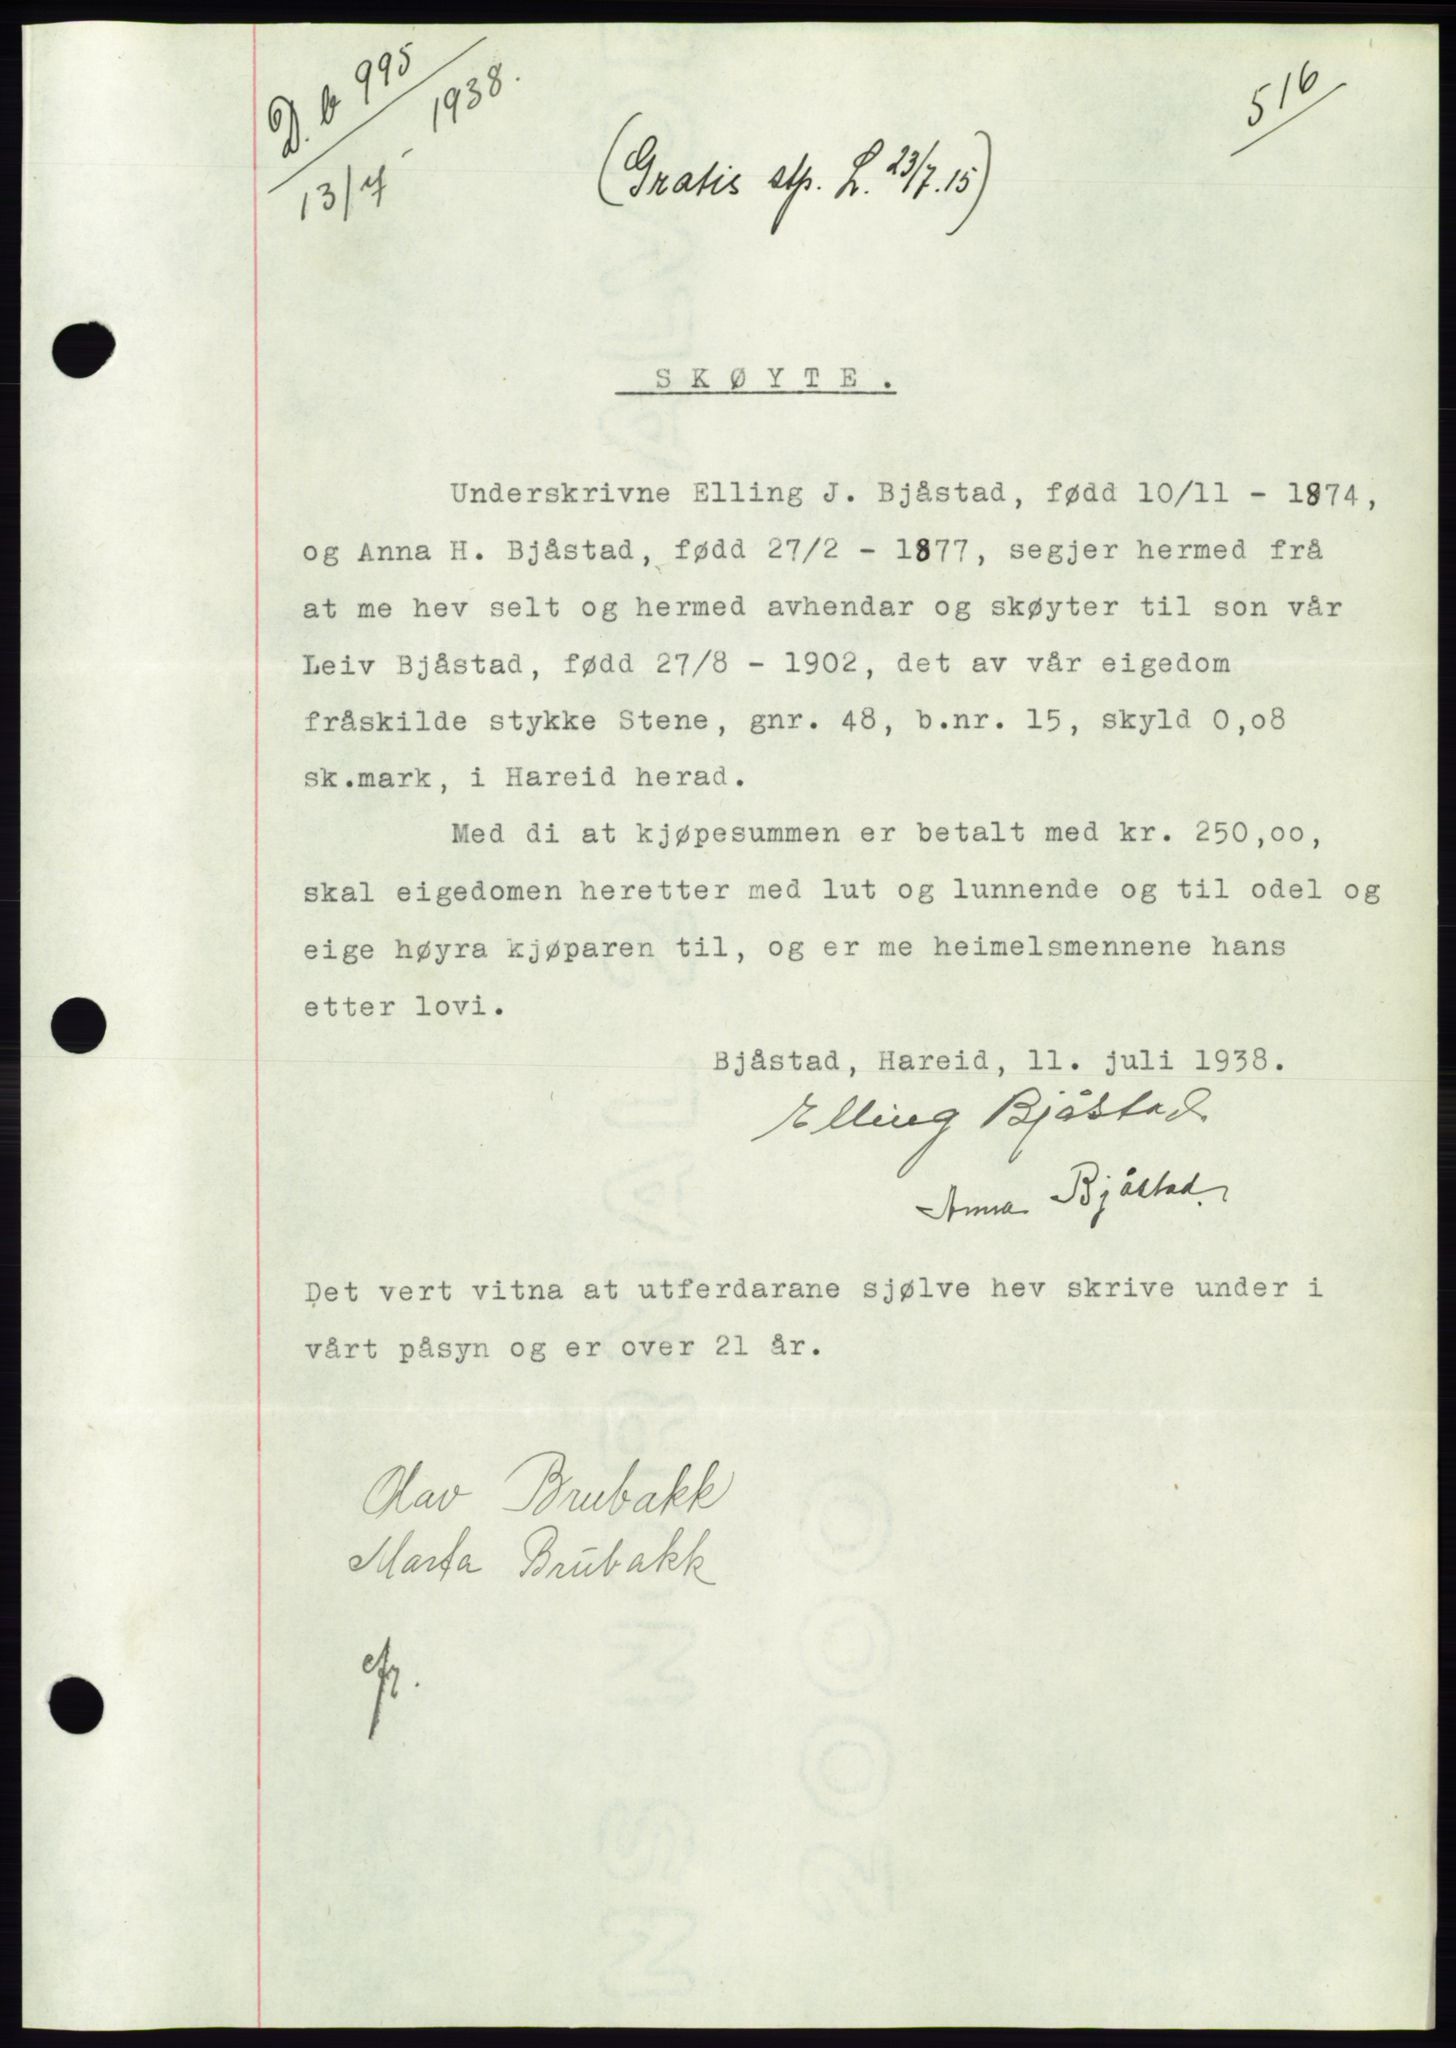 D. b 995
13/7 1938.
516
(Gratis stp. L. 23/7.15)
SKØYTE.
Underskrivne Elling J. Bjåstad, fødd 10/11 - 1874,
og Anna H. Bjåstad, fødd 27/2 - 1877, segjer hermed frå
at me hev selt og hermed avhendar og skøyter til son vår
Leiv Bjåstad, fødd 27/8 - 1902, det av vår eigedom
fråskilde stykke Stene, gnr. 48, b.nr. 15, skyld 0,o8
sk.mark, i Hareid herad.
Med di at kjøpesummen er betalt med kr. 250,oo,
skal eigedomen heretter med lut og lunnende og til odel og
eige høyra kjøparen til, og er me heimelsmennene hans
etter lovi.
Bjåstad, Hareid, 11. juli 1938.
Elling Bjåstad
Anna Bjåstad.
Det vert vitna at utferdarane sjølve hev skrive under i
vårt påsyn og er over 21 år.
Olav Brubakk
Marta Brubakk